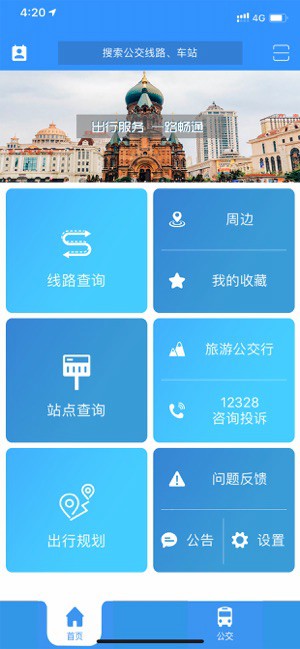 4:20
4G
搜索公交线路、车站
出行服务 一路畅通
线路查询
周边
我的收藏
站点查询
旅游公交行
12328
咨询投诉
出行规划
问题反馈
公告
设置
首页
公交